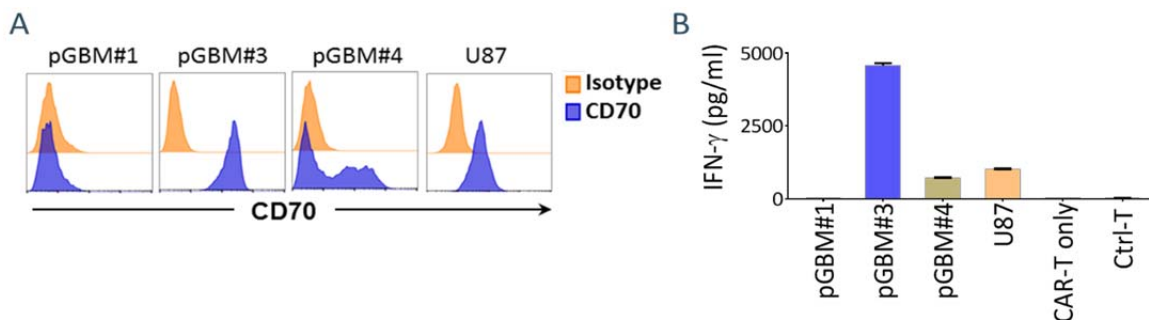 A
pGBM#1 pGBM#3 pGBM#4 U87
Isotype
CD70
CD70
B
IFN-γ (pg/ml)
5000
2500
0
pGBM#1
pGBM#3
pGBM#4
U87
CAR-T only
Ctrl-T